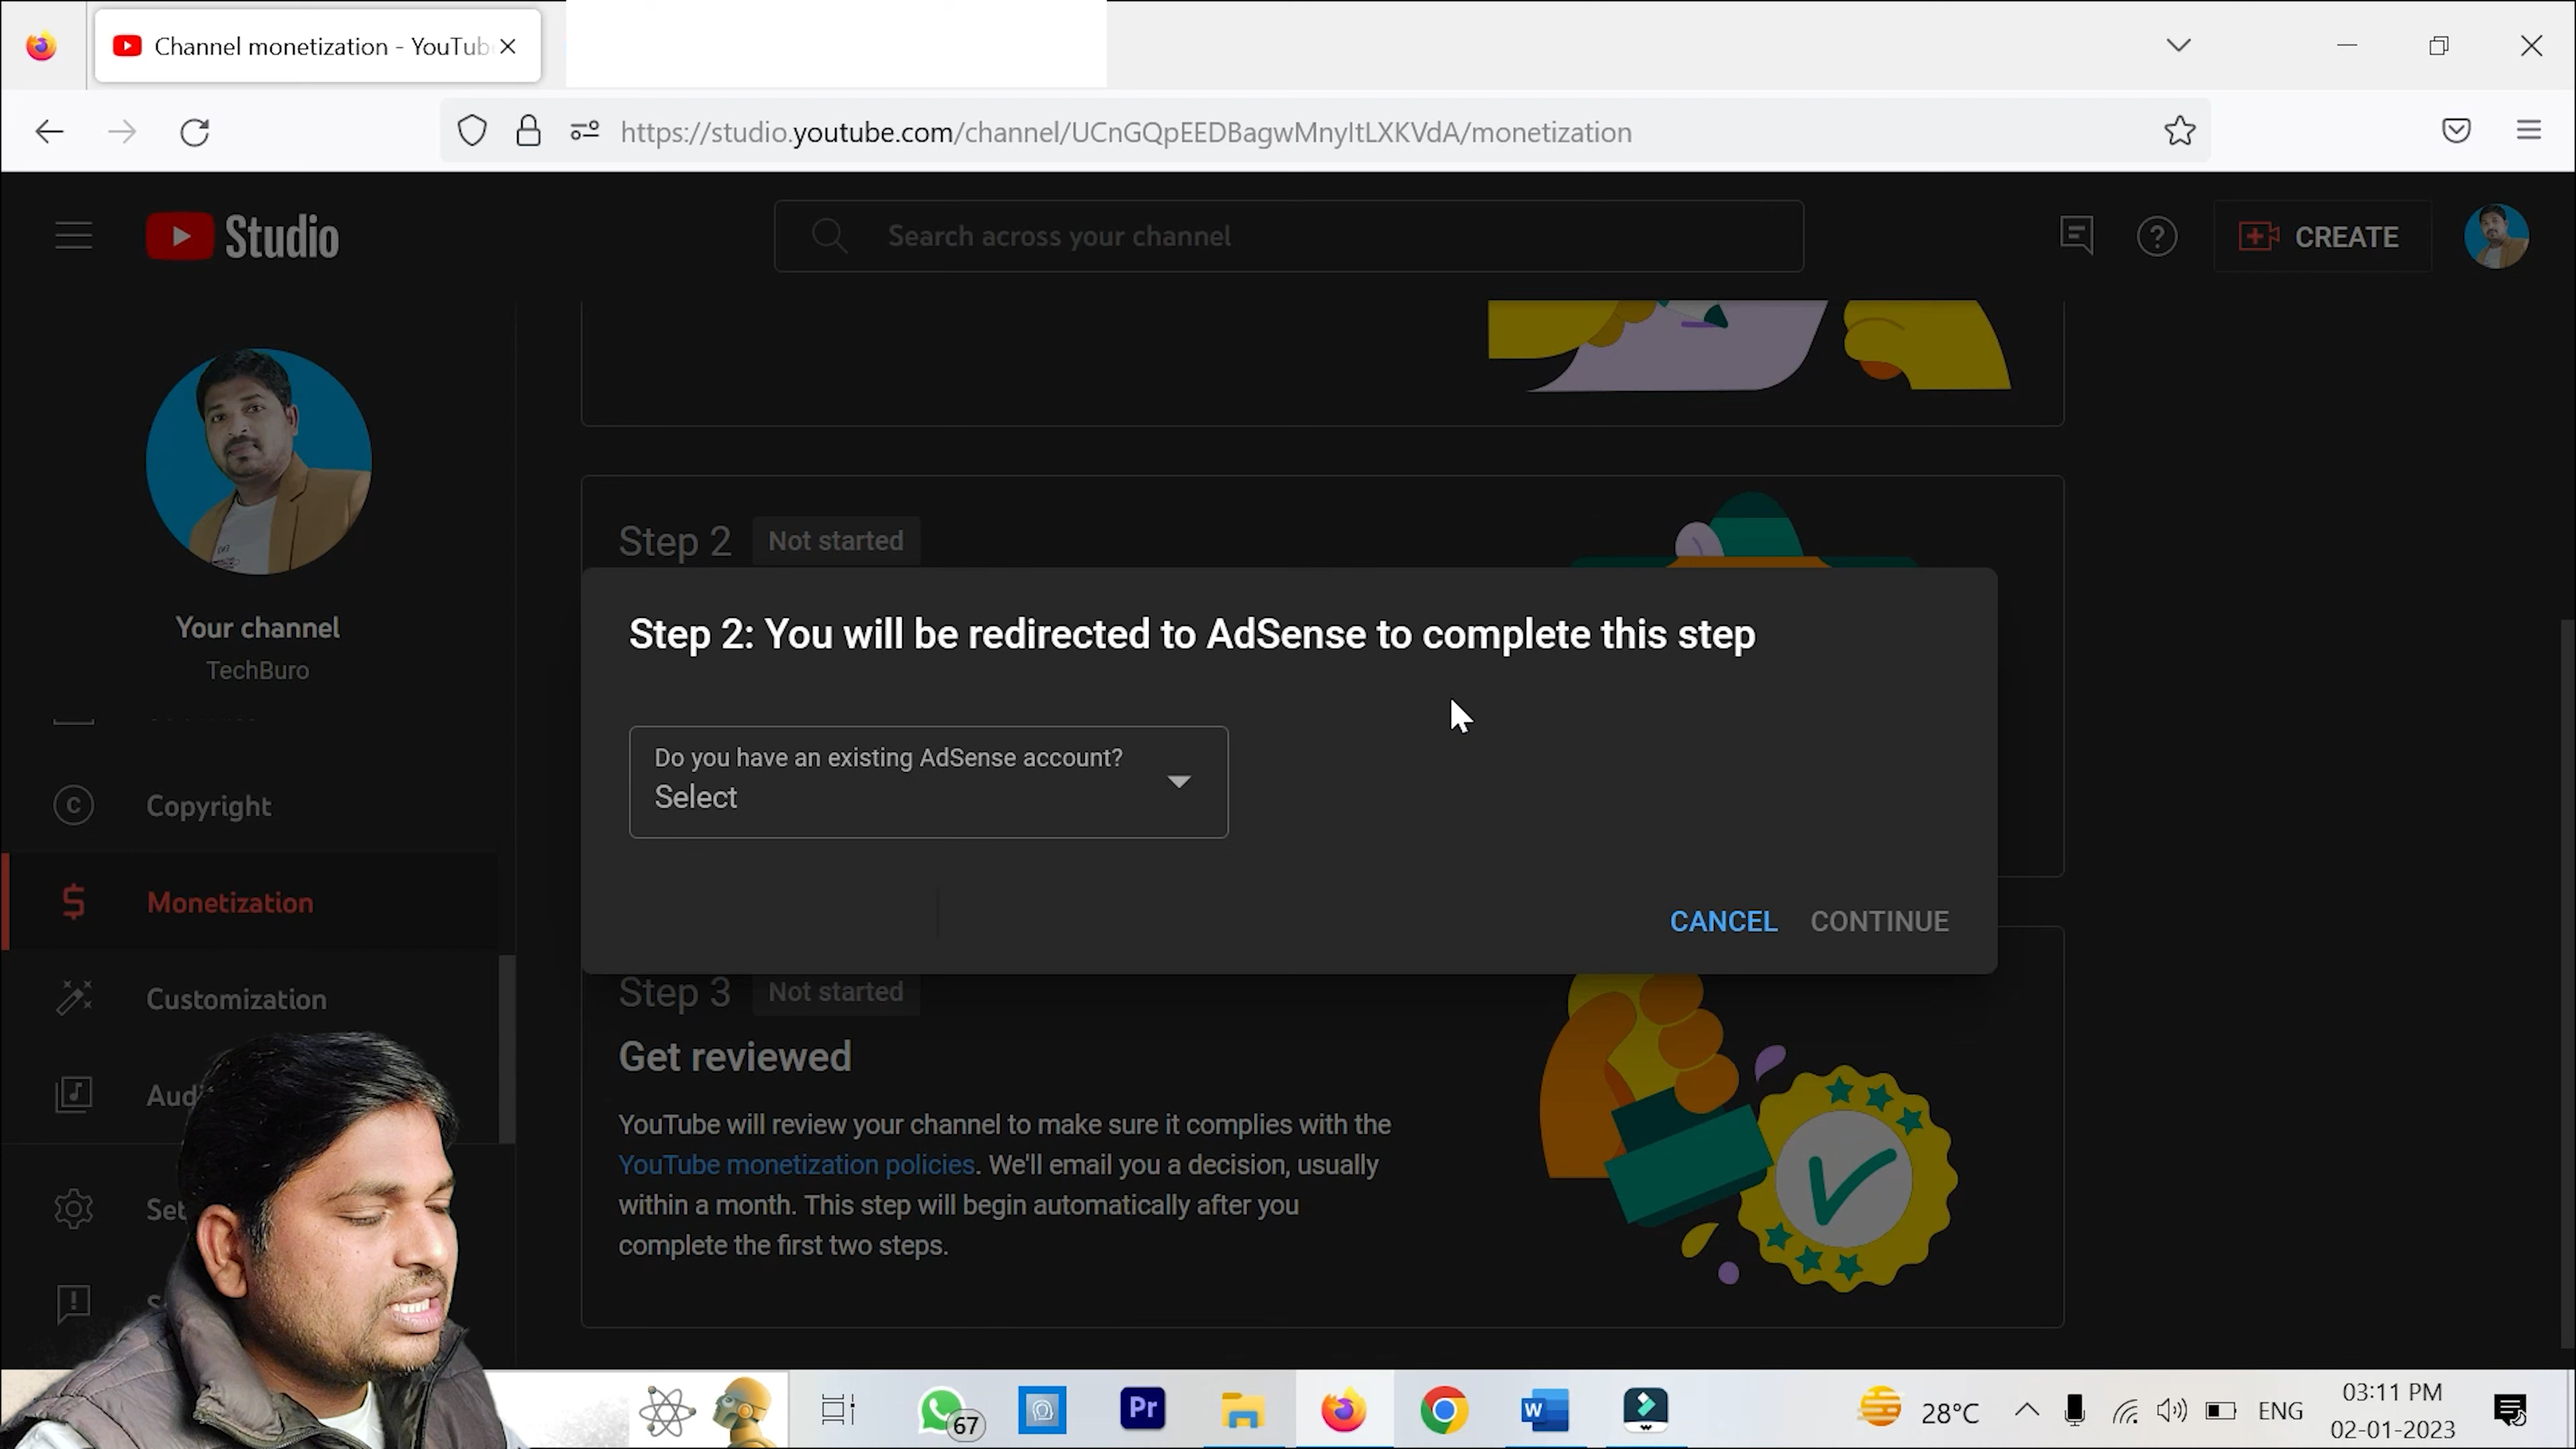 Channel monetization - YouTub
https://studio.youtube.com/channel/UCnGQpEEDBagwMnyItLXKVdA/monetization
Studio
Search across your channel
CREATE
Your channel
TechBuro
Copyright
Monetization
Customization
Audi
Set
S
Step 2 Not started
Step 2: You will be redirected to AdSense to complete this step
Do you have an existing AdSense account?
Select
CANCEL CONTINUE
Step 3 Not started
Get reviewed
YouTube will review your channel to make sure it complies with the
YouTube monetization policies. We'll email you a decision, usually
within a month. This step will begin automatically after you
complete the first two steps.
67
Pr
W
28°C
ENG
03:11 PM
02-01-2023